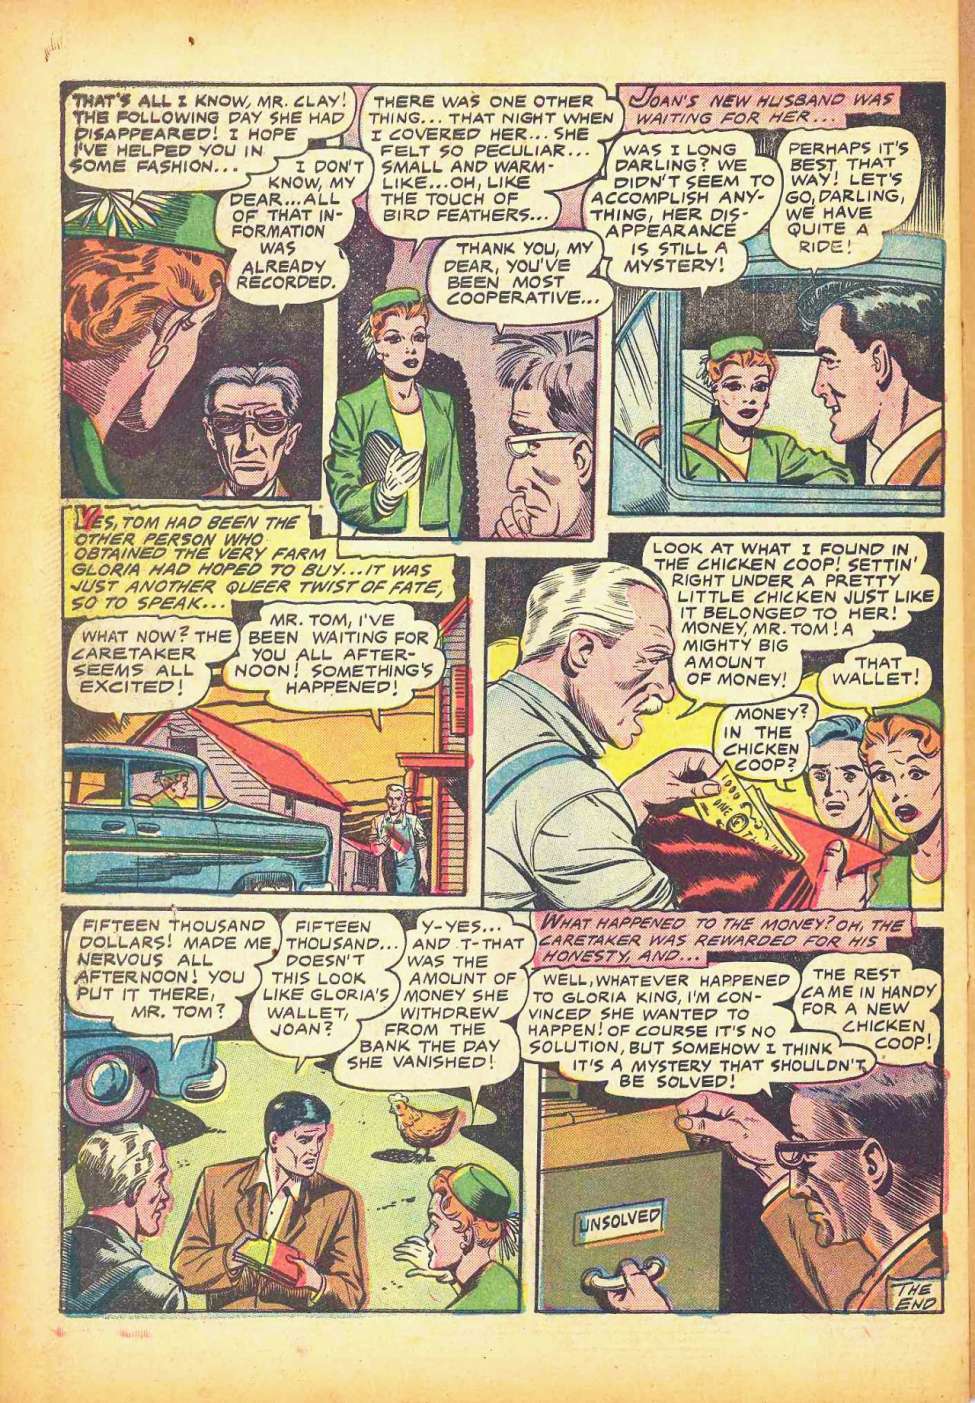 THAT'S ALL I KNOW, MR. CLAY!
THE FOLLOWING DAY SHE HAD
DISAPPEARED! I HOPE
I'VE HELPED YOU IN
SOME FASHION...
I DON'T
KNOW, MY
DEAR...ALL
OF THAT IN-
FORMATION
WAS
ALREADY
RECORDED.
THERE WAS ONE OTHER
THING... THAT NIGHT WHEN
I COVERED HER... SHE
FELT SO PECULIAR...
SMALL AND WARM-
LIKE...OH, LIKE
THE TOUCH OF
BIRD FEATHERS...
THANK YOU, MY
DEAR, YOU'VE
BEEN MOST
COOPERATIVE...
JOAN'S NEW HUSBAND WAS
WAITING FOR HER...
WAS I LONG
DARLING? WE
DIDN'T SEEM TO
ACCOMPLISH ANY-
THING, HER DIS-
APPEARANCE
IS STILL A
MYSTERY!
PERHAPS IT'S
BEST THAT
WAY! LET'S
GO, DARLING,
WE HAVE
QUITE A
RIDE!
YES, TOM HAD BEEN THE
OTHER PERSON WHO
OBTAINED THE VERY FARM
GLORIA HAD HOPED TO BUY...IT WAS
JUST ANOTHER QUEER TWIST OF FATE,
SO TO SPEAK...
WHAT NOW? THE
CARETAKER
SEEMS ALL
EXCITED!
MR. TOM, I'VE
BEEN WAITING FOR
YOU ALL AFTER-
NOON! SOMETHING'S
HAPPENED!
LOOK AT WHAT I FOUND IN
THE CHICKEN COOP! SETTIN'
RIGHT UNDER A PRETTY
LITTLE CHICKEN JUST LIKE
IT BELONGED TO HER!
MONEY, MR. TOM! A
MIGHTY BIG
AMOUNT
OF MONEY!
MONEY?
IN THE
CHICKEN
COOP?
THAT
WALLET!
FIFTEEN THOUSAND
DOLLARS! MADE ME
NERVOUS ALL
AFTERNOON! YOU
PUT IT THERE,
MR. TOM?
FIFTEEN
THOUSAND...
DOESN'T
THIS LOOK
LIKE GLORIA'S
WALLET,
JOAN?
Y-YES...
AND T-THAT
WAS THE
AMOUNT OF
MONEY SHE
WITHDREW
FROM THE
BANK THE DAY
SHE VANISHED!
WHAT HAPPENED TO THE MONEY? OH, THE
CARETAKER WAS REWARDED FOR HIS
HONESTY, AND...
WELL, WHATEVER HAPPENED
TO GLORIA KING, I'M CON-
VINCED SHE WANTED TO
HAPPEN! OF COURSE IT'S NO
SOLUTION, BUT SOMEHOW I THINK
IT'S A MYSTERY THAT SHOULDN'T
BE SOLVED!
THE REST
CAME IN HANDY
FOR A NEW
CHICKEN
COOP!
UNSOLVED
THE
END